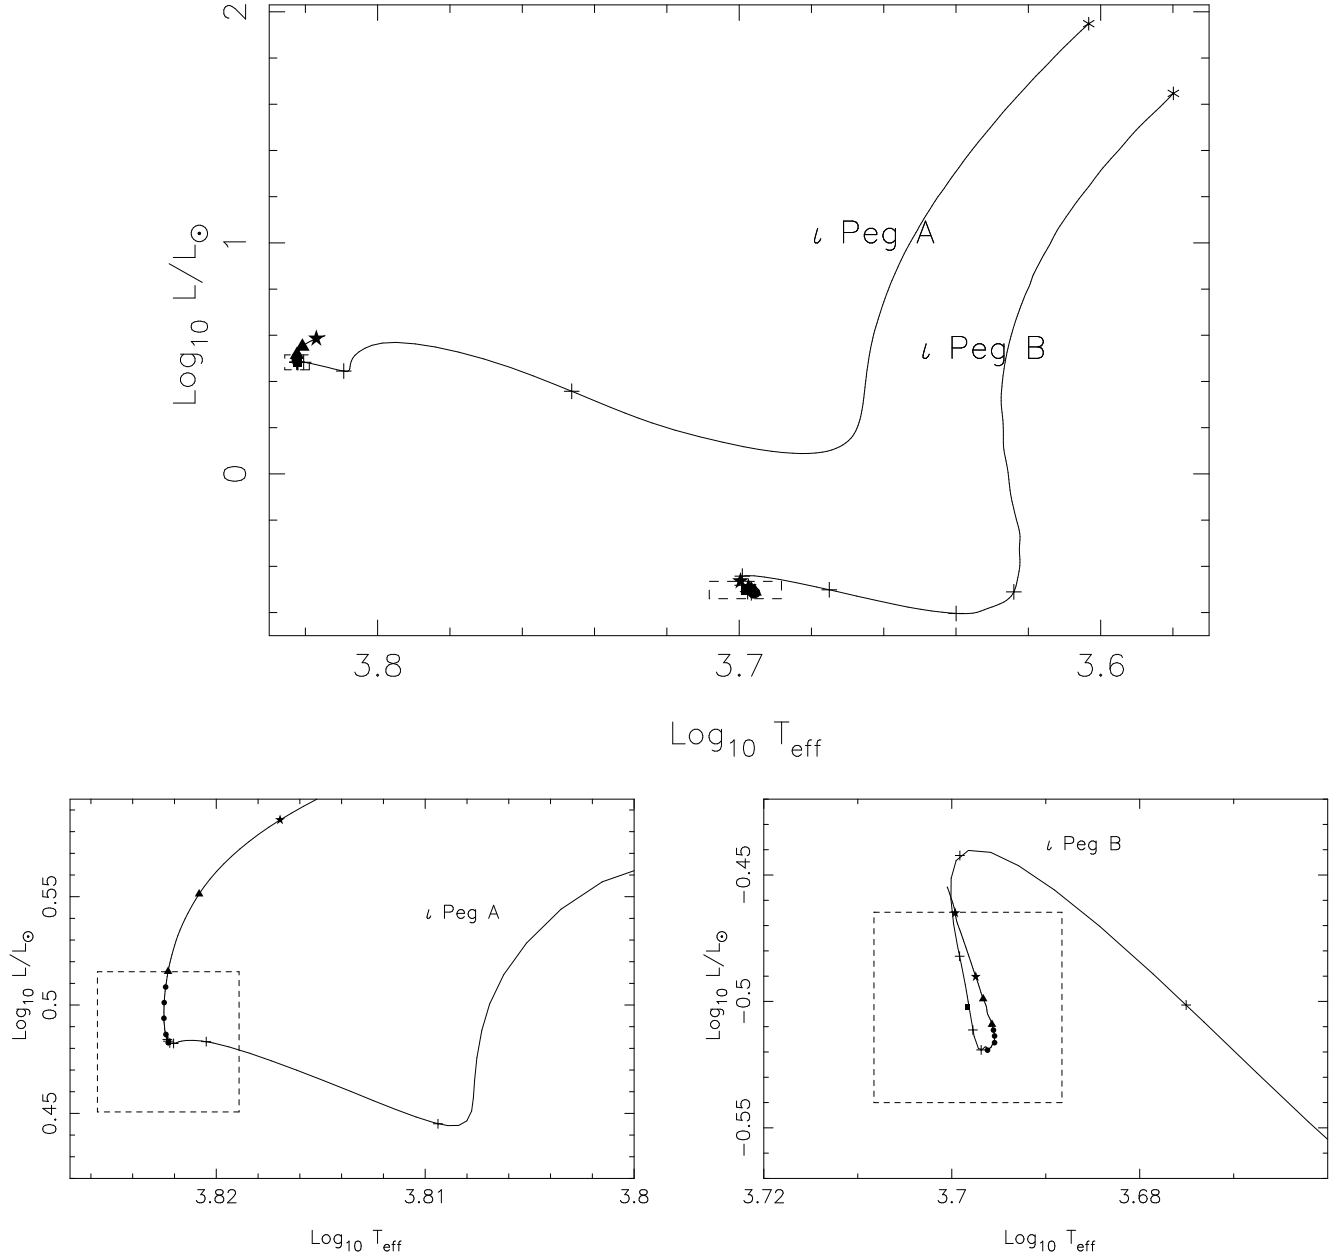 2
1
0
Log10 L/L⊙
ι Peg A
ι Peg B
3.8 3.7 3.6
Log10 Teff
0.55
0.5
0.45
Log10 L/L⊙
ι Peg A
3.82 3.81 3.8
Log10 Teff
−0.45
−0.5
−0.55
Log10 L/L⊙
ι Peg B
3.72 3.7 3.68
Log10 Teff